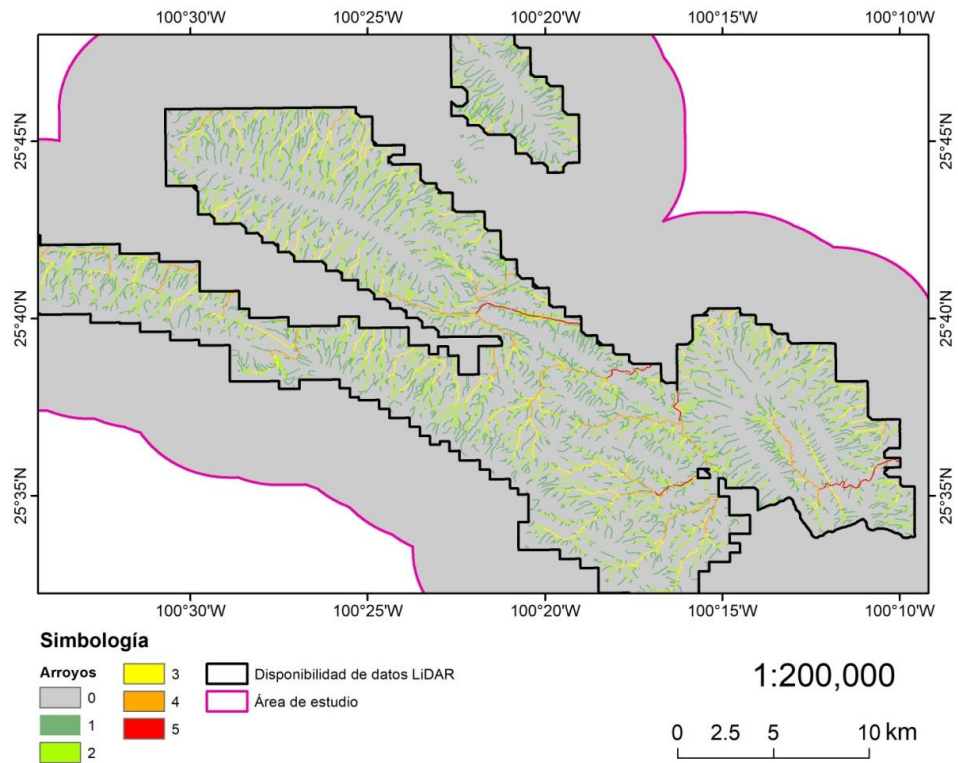 100°30'W 100°25'W 100°20'W 100°15'W 100°10'W
25°45'N 25°45'N
25°40'N 25°40'N
25°35'N 25°35'N
100°30'W 100°25'W 100°20'W 100°15'W 100°10'W
Simbología
Arroyos
0
1
2
3
4
5
Disponibilidad de datos LiDAR
Área de estudio
1:200,000
0 2.5 5 10 km